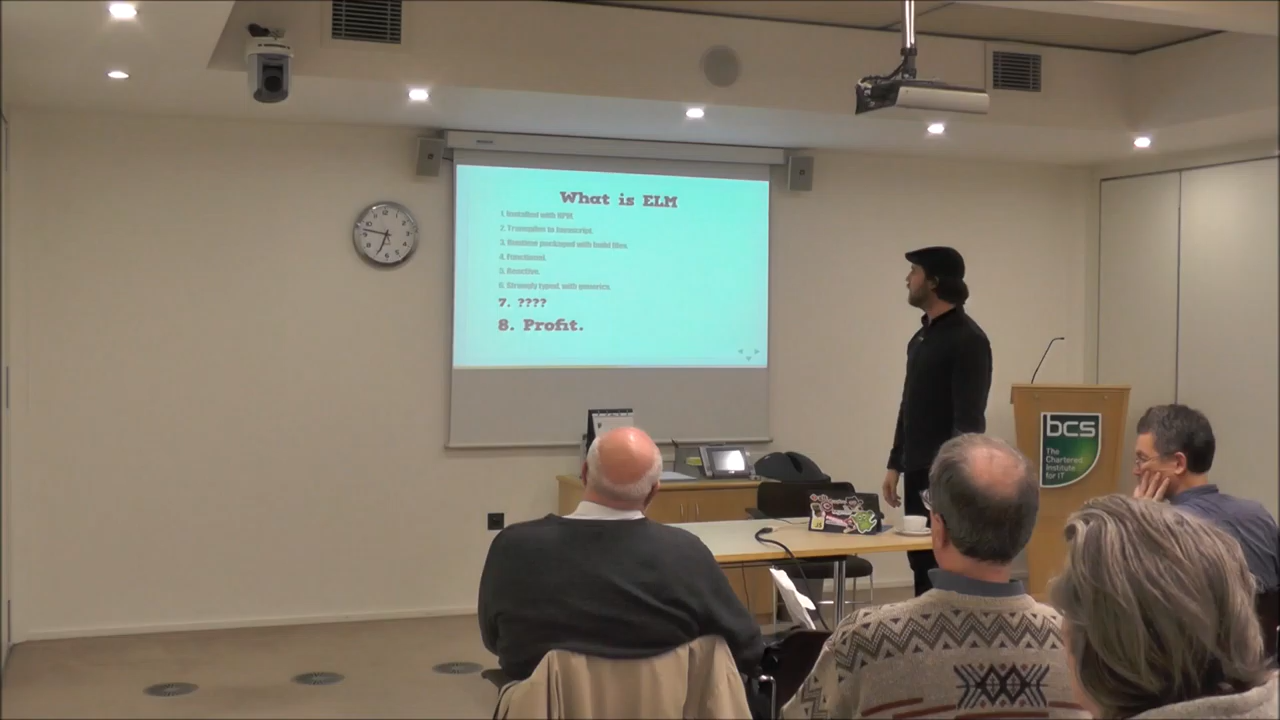 What is ELM
1. Installed with NPM.
2. Transpiles to Javascript.
3. Runtime packaged with build files.
4. Functional.
5. Reactive.
6. Strongly typed, with generics.
7. ????
8. Profit.
bcs
The
Chartered
Institute
for IT